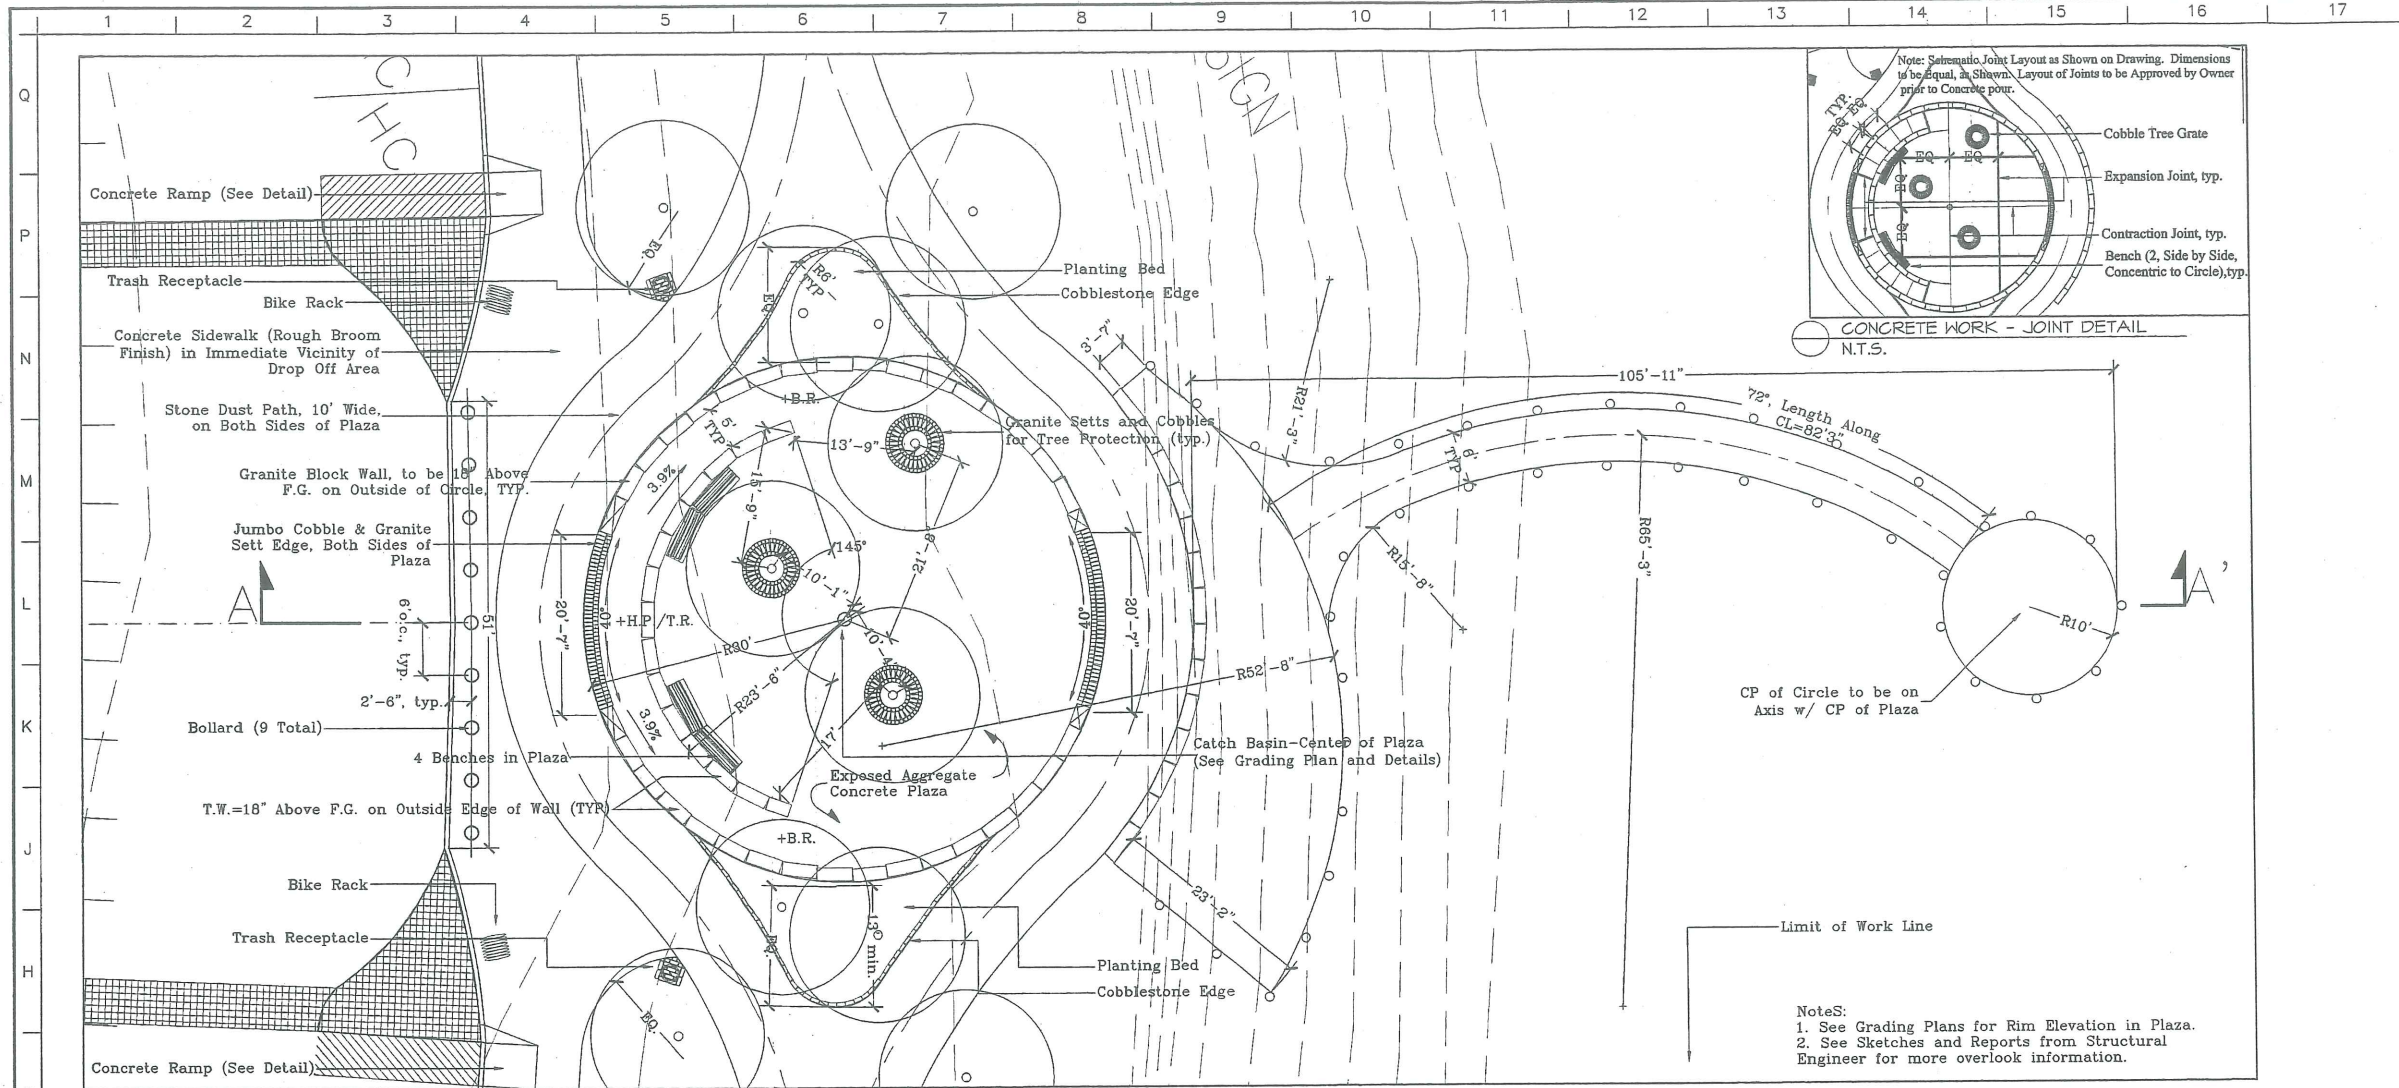 1 2 3 4 5 6 7 8 9 10 11 12 13 14 15 16 17
Q
P
N
M
L
K
J
H
C
HC
SIGN
Note: Schematic Joint Layout as Shown on Drawing. Dimensions
to be Equal, as Shown. Layout of Joints to be Approved by Owner
prior to Concrete pour.
TYP.
EQ EQ
EQ EQ
EQ
EQ
Cobble Tree Grate
Expansion Joint, typ.
Contraction Joint, typ.
Bench (2, Side by Side,
Concentric to Circle),typ.
CONCRETE WORK - JOINT DETAIL
N.T.S.
Concrete Ramp (See Detail)
Trash Receptacle
Bike Rack
Concrete Sidewalk (Rough Broom
Finish) in Immediate Vicinity of
Drop Off Area
Stone Dust Path, 10' Wide,
on Both Sides of Plaza
Granite Block Wall, to be 18" Above
F.G. on Outside of Circle, TYP.
Jumbo Cobble & Granite
Sett Edge, Both Sides of
Plaza
A
6'o.c., typ.
51'
2'-6", typ.
Bollard (9 Total)
4 Benches in Plaza
T.W.=18" Above F.G. on Outside Edge of Wall (TYP)
Bike Rack
Trash Receptacle
Concrete Ramp (See Detail)
EQ.
EQ.
R6'
TYP
Planting Bed
Cobblestone Edge
+B.R.
5'
TYP
13'-9"
Granite Setts and Cobbles
for Tree Protection (typ.)
3.9%
15'-9"
145°
21'-8"
10'-1"
20'-7"
40°
+H.P./T.R.
R30'
R23'-6"
10'-4"
17'
3.9%
40°
20'-7"
R52'-8"
Catch Basin-Center of Plaza
(See Grading Plan and Details)
Exposed Aggregate
Concrete Plaza
+B.R.
EQ.
13' min.
EQ.
Planting Bed
Cobblestone Edge
3'-7"
23'-2"
R21'-3"
105'-11"
72°, Length Along
CL=82'3"
6'
TYP
R15'-8"
R65'-3"
R10'
A'
CP of Circle to be on
Axis w/ CP of Plaza
Limit of Work Line
NoteS:
1. See Grading Plans for Rim Elevation in Plaza.
2. See Sketches and Reports from Structural
Engineer for more overlook information.